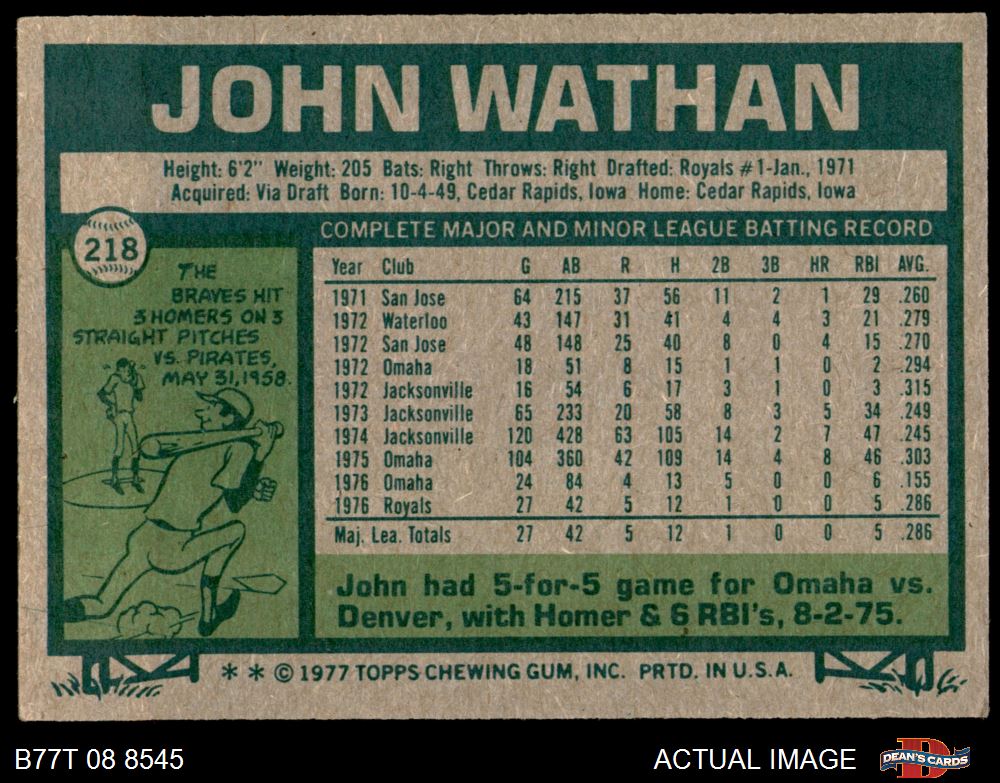 JOHN WATHAN
Height: 6'2" Weight: 205 Bats: Right Throws: Right Drafted: Royals #1-Jan., 1971
Acquired: Via Draft Born: 10-4-49, Cedar Rapids, Iowa Home: Cedar Rapids, Iowa
218
THE
BRAVES HIT
3 HOMERS ON 3
STRAIGHT PITCHES
VS. PIRATES,
MAY 31, 1958.
COMPLETE MAJOR AND MINOR LEAGUE BATTING RECORD
Year Club G AB R H 2B 3B HR RBI AVG.
1971 San Jose 64 215 37 56 11 2 1 29 .260
1972 Waterloo 43 147 31 41 4 4 3 21 .279
1972 San Jose 48 148 25 40 8 0 4 15 .270
1972 Omaha 18 51 8 15 1 1 0 2 .294
1972 Jacksonville 16 54 6 17 3 1 0 3 .315
1973 Jacksonville 65 233 20 58 8 3 5 34 .249
1974 Jacksonville 120 428 63 105 14 2 7 47 .245
1975 Omaha 104 360 42 109 14 4 8 46 .303
1976 Omaha 24 84 4 13 5 0 0 6 .155
1976 Royals 27 42 5 12 1 0 0 5 .286
Maj. Lea. Totals 27 42 5 12 1 0 0 5 .286
John had 5-for-5 game for Omaha vs.
Denver, with Homer & 6 RBI's, 8-2-75.
* * © 1977 TOPPS CHEWING GUM, INC. PRTD. IN U.S.A.
B77T 08 8545
ACTUAL IMAGE
DEAN'S CARDS